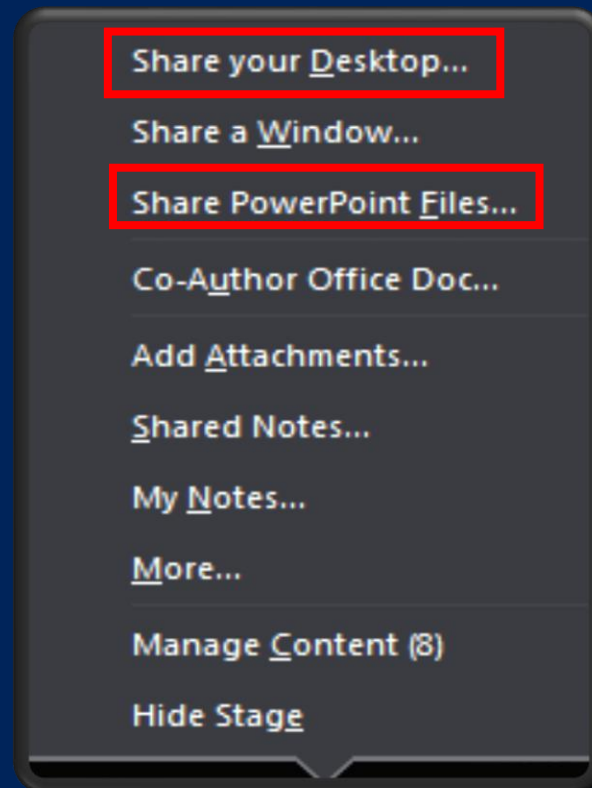 Share your Desktop...
Share a Window...
Share PowerPoint Files...
Co-Author Office Doc...
Add Attachments...
Shared Notes...
My Notes...
More...
Manage Content (8)
Hide Stage